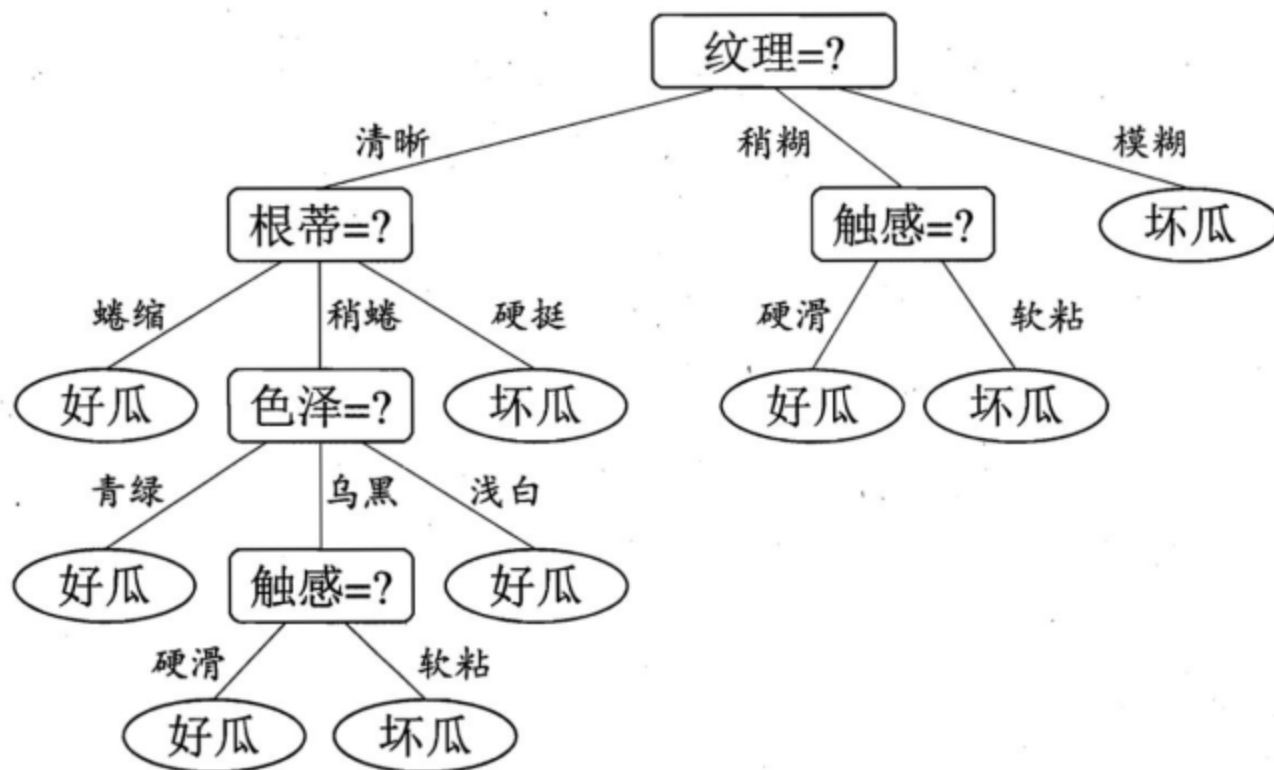 纹理=?
清晰 稍糊 模糊
根蒂=? 触感=? 坏瓜
蜷缩 稍蜷 硬挺 硬滑 软粘
好瓜 色泽=? 坏瓜 好瓜 坏瓜
青绿 乌黑 浅白
好瓜 触感=? 好瓜
硬滑 软粘
好瓜 坏瓜